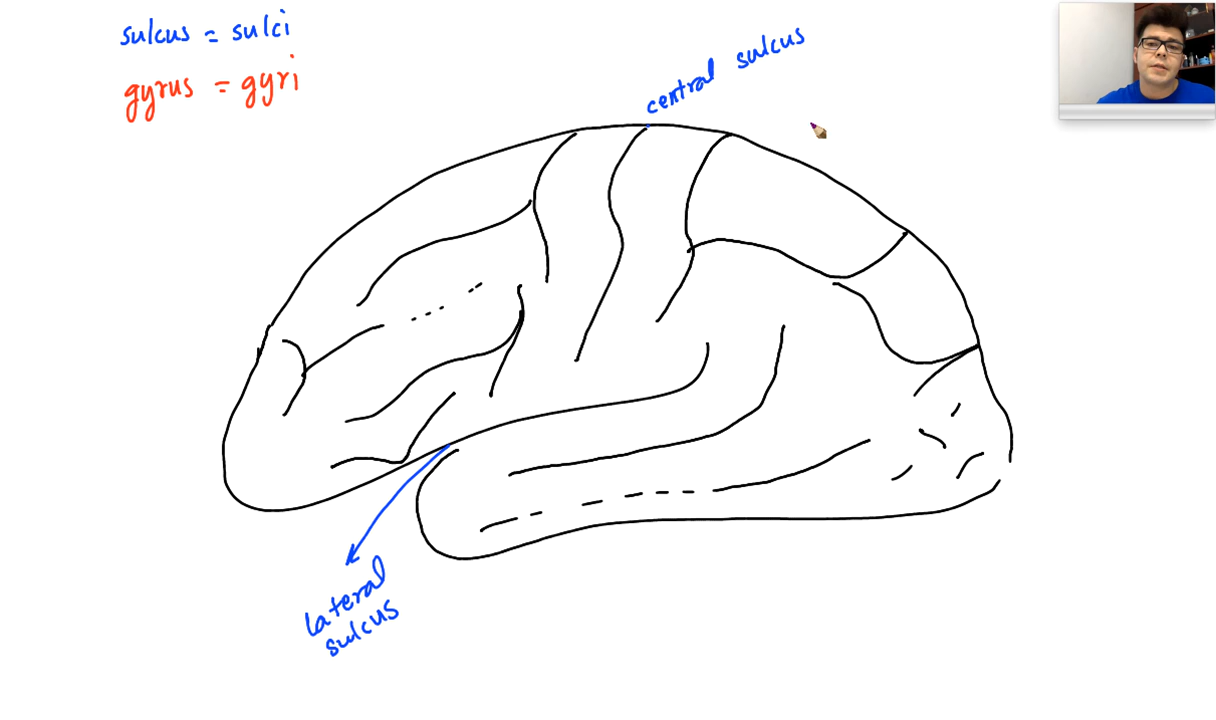 sulcus = sulci
gyrus = gyri
central sulcus
lateral
sulcus